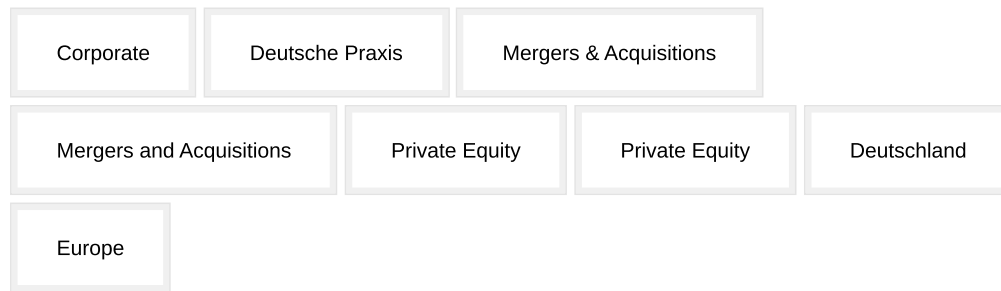 Corporate Deutsche Praxis Mergers & Acquisitions
Mergers and Acquisitions Private Equity Private Equity Deutschland
Europe